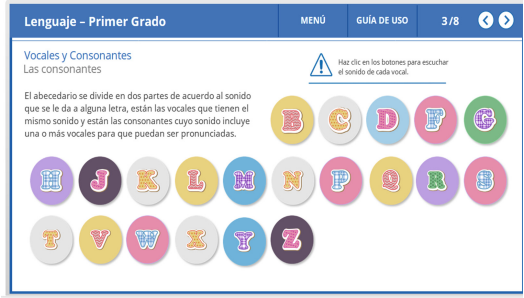 Lenguaje – Primer Grado MENÚ GUÍA DE USO 3/8
Vocales y Consonantes
Las consonantes
Haz clic en los botones para escuchar
el sonido de cada vocal.
El abecedario se divide en dos partes de acuerdo al sonido
que se le da a alguna letra, están las vocales que tienen el
mismo sonido y están las consonantes cuyo sonido incluye
una o más vocales para que puedan ser pronunciadas.
B C D F G
H J K L M N P Q R S
T V W X Y Z